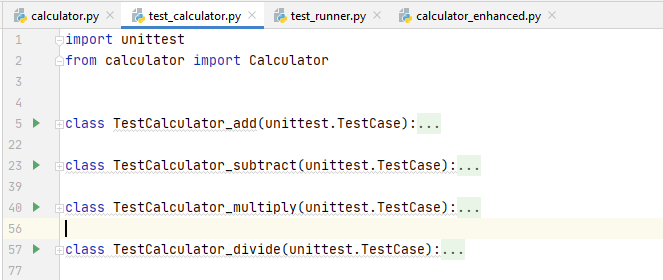 calculator.py test_calculator.py test_runner.py calculator_enhanced.py
1 import unittest
2 from calculator import Calculator
3
4
5 class TestCalculator_add(unittest.TestCase):...
22
23 class TestCalculator_subtract(unittest.TestCase):...
39
40 class TestCalculator_multiply(unittest.TestCase):...
56
57 class TestCalculator_divide(unittest.TestCase):...
77